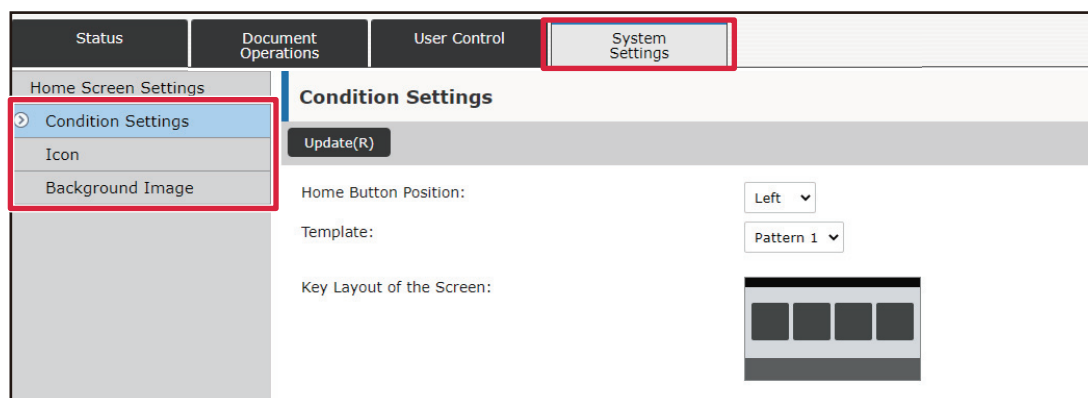 Status
Document
Operations
User Control
System
Settings
Home Screen Settings
Condition Settings
Icon
Background Image
Condition Settings
Update(R)
Home Button Position:
Left
Template:
Pattern 1
Key Layout of the Screen: